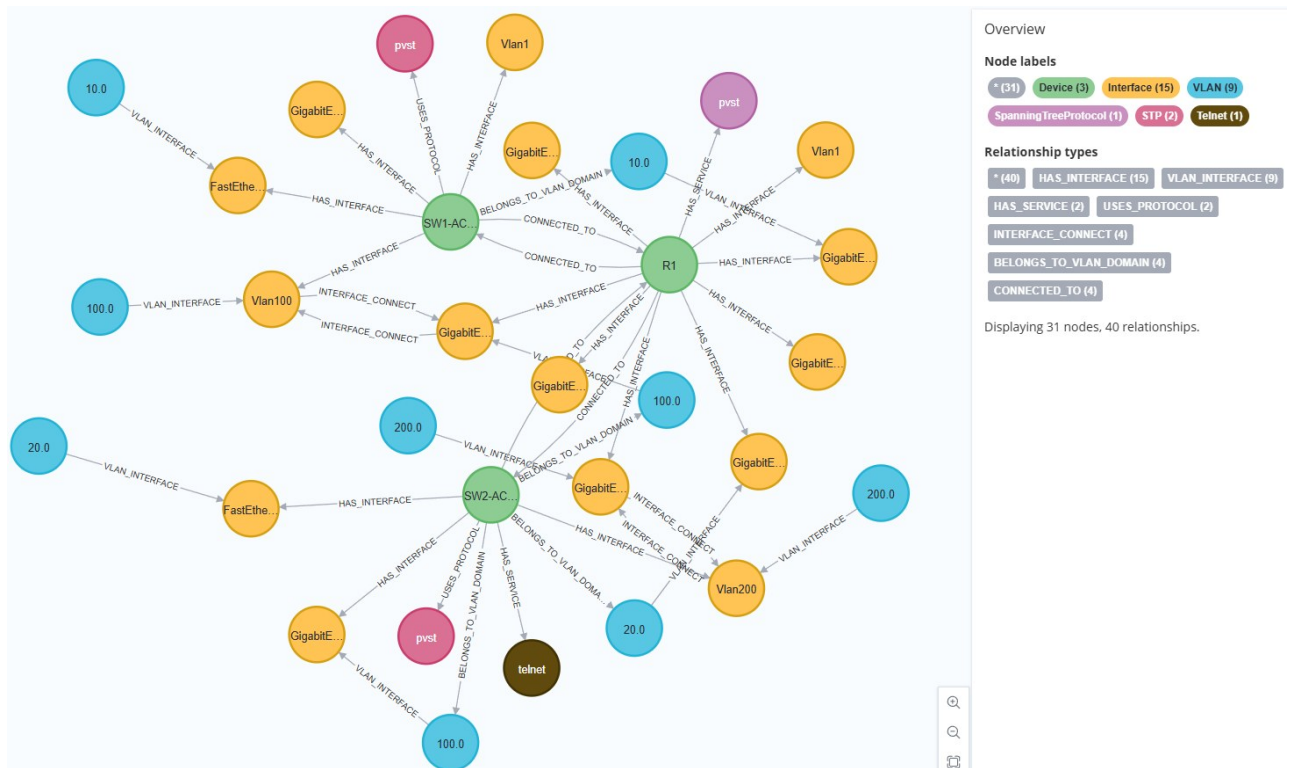 pvst
Vlan1
10.0
GigabitE...
pvst
VLAN_INTERFACE
USES_PROTOCOL
HAS_INTERFACE
HAS_INTERFACE
GigabitE...
10.0
Vlan1
FastEthe...
HAS_INTERFACE
SW1-AC...
BELONGS_TO_VLAN_DOMAIN
HAS_INTERFACE
HAS_SERVICE
VLAN_INTERFACE
HAS_INTERFACE
CONNECTED_TO
R1
HAS_INTERFACE
GigabitE...
HAS_INTERFACE
CONNECTED_TO
100.0
VLAN_INTERFACE
Vlan100
INTERFACE_CONNECT
INTERFACE_CONNECT
GigabitE...
HAS_INTERFACE
HAS_INTERFACE
HAS_INTERFACE
GigabitE...
HAS_INTERFACE
HAS_INTERFACE
GigabitE...
CONNECTED_TO
100.0
200.0
BELONGS_TO_VLAN_DOMAIN
20.0
VLAN_INTERFACE
VLAN_INTERFACE
GigabitE...
GigabitE...
200.0
FastEthe...
HAS_INTERFACE
SW2-AC...
INTERFACE_CONNECT
INTERFACE_CONNECT
VLAN_INTERFACE
HAS_INTERFACE
USES_PROTOCOL
BELONGS_TO_VLAN_DOMAIN
HAS_SERVICE
BELONGS_TO_VLAN_DOMA...
HAS_INTERFACE
VLAN_INTERFACE
Vlan200
GigabitE...
pvst
telnet
20.0
VLAN_INTERFACE
100.0
Overview
Node labels
* (31) Device (3) Interface (15) VLAN (9)
SpanningTreeProtocol (1) STP (2) Telnet (1)
Relationship types
* (40) HAS_INTERFACE (15) VLAN_INTERFACE (9)
HAS_SERVICE (2) USES_PROTOCOL (2)
INTERFACE_CONNECT (4)
BELONGS_TO_VLAN_DOMAIN (4)
CONNECTED_TO (4)
Displaying 31 nodes, 40 relationships.